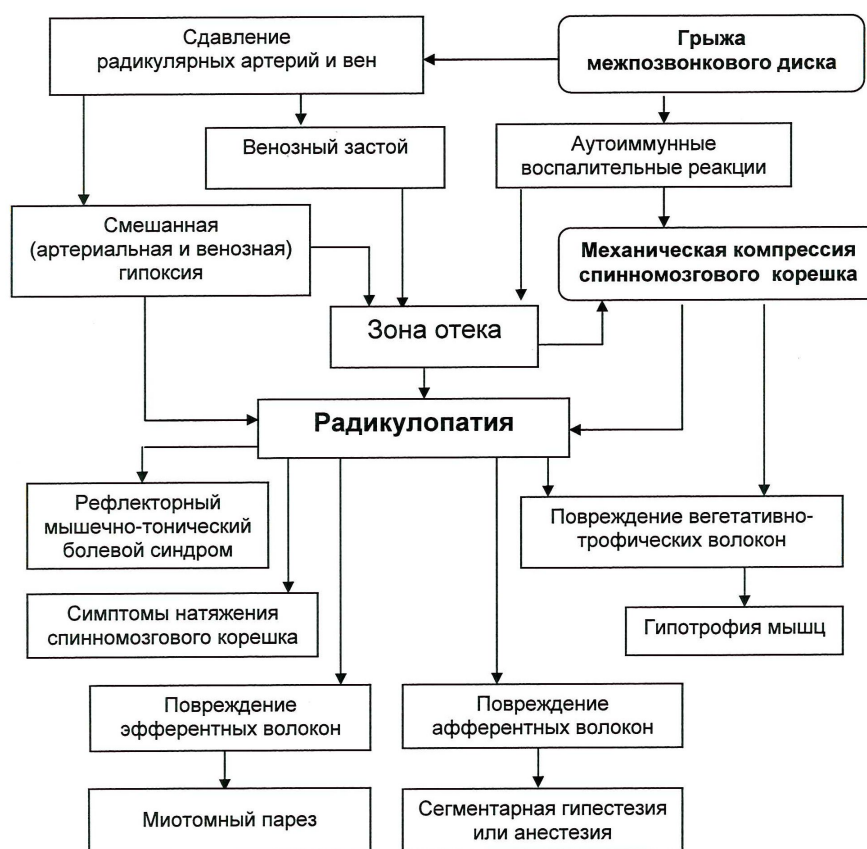 Сдавление
радикулярных артерий и вен
Грыжа
межпозвонкового диска
Венозный застой
Аутоиммунные
воспалительные реакции
Смешанная
(артериальная и венозная)
гипоксия
Механическая компрессия
спинномозгового корешка
Зона отека
Радикулопатия
Рефлекторный
мышечно-тонический
болевой синдром
Повреждение вегетативно-
трофических волокон
Симптомы натяжения
спинномозгового корешка
Гипотрофия мышц
Повреждение
эфферентных волокон
Повреждение
афферентных волокон
Миотомный парез
Сегментарная гипестезия
или анестезия